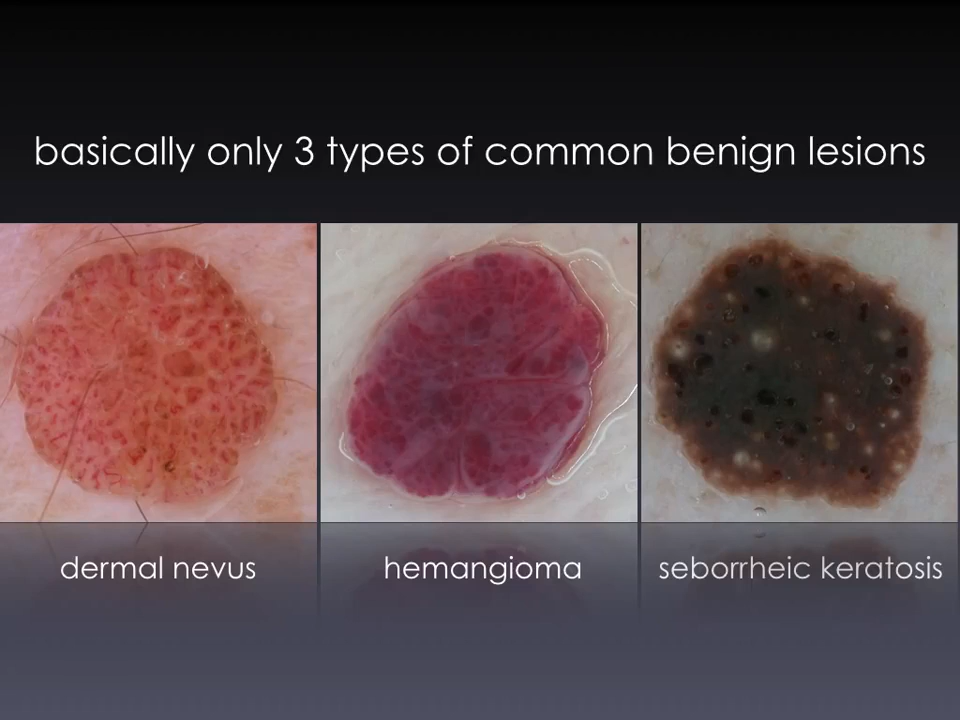 basically only 3 types of common benign lesions
dermal nevus
hemangioma
seborrheic keratosis